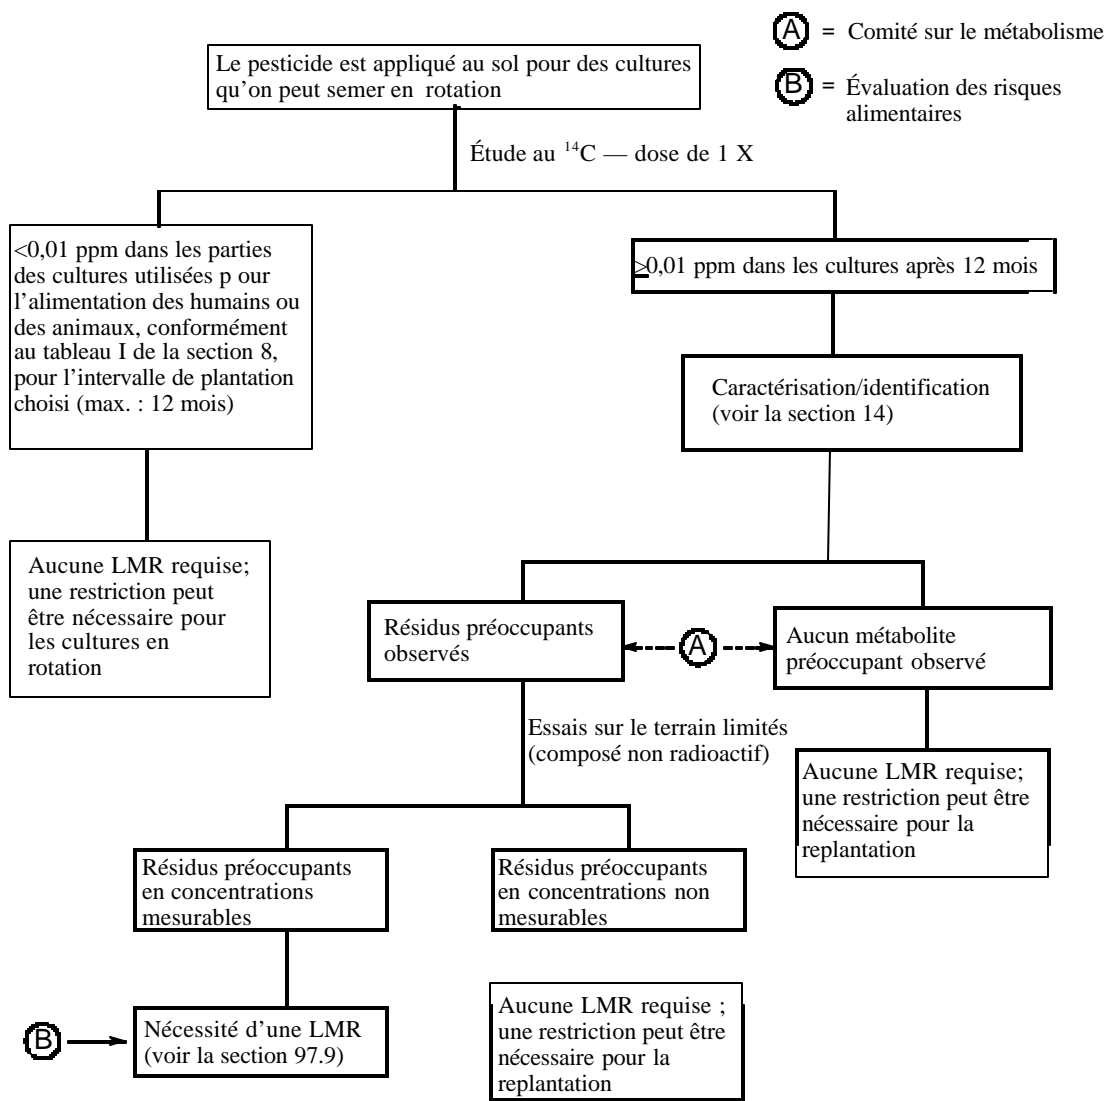 A = Comité sur le métabolisme
B = Évaluation des risques
alimentaires
Le pesticide est appliqué au sol pour des cultures
qu'on peut semer en rotation
Étude au ¹⁴C — dose de 1 X
<0,01 ppm dans les parties
des cultures utilisées p our
l'alimentation des humains ou
des animaux, conformément
au tableau I de la section 8,
pour l'intervalle de plantation
choisi (max. : 12 mois)
≥0,01 ppm dans les cultures après 12 mois
Caractérisation/identification
(voir la section 14)
Aucune LMR requise;
une restriction peut
être nécessaire pour
les cultures en
rotation
Résidus préoccupants
observés
A
Aucun métabolite
préoccupant observé
Essais sur le terrain limités
(composé non radioactif)
Aucune LMR requise;
une restriction peut être
nécessaire pour la
replantation
Résidus préoccupants
en concentrations
mesurables
Résidus préoccupants
en concentrations non
mesurables
B
Nécessité d'une LMR
(voir la section 97.9)
Aucune LMR requise ;
une restriction peut être
nécessaire pour la
replantation